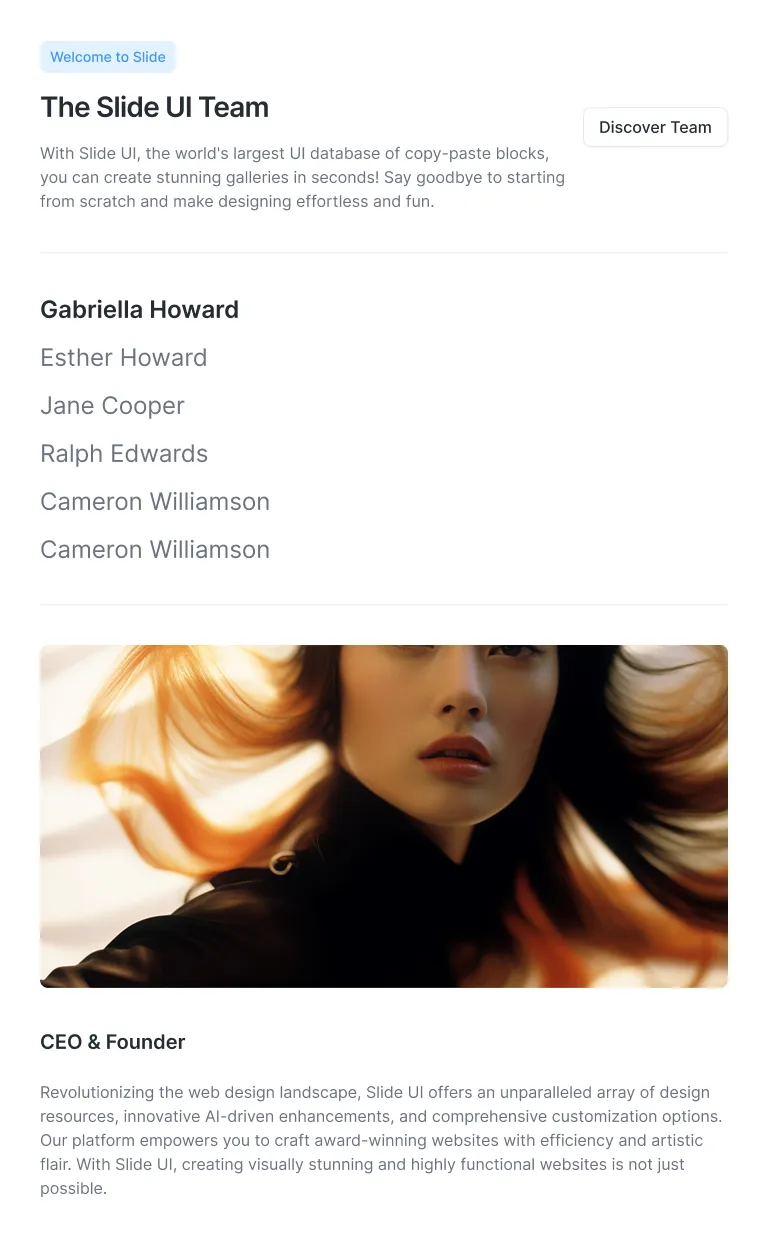 Welcome to Slide
The Slide UI Team
Discover Team
With Slide UI, the world's largest UI database of copy-paste blocks,
you can create stunning galleries in seconds! Say goodbye to starting
from scratch and make designing effortless and fun.
Gabriella Howard
Esther Howard
Jane Cooper
Ralph Edwards
Cameron Williamson
Cameron Williamson
CEO & Founder
Revolutionizing the web design landscape, Slide UI offers an unparalleled array of design
resources, innovative AI-driven enhancements, and comprehensive customization options.
Our platform empowers you to craft award-winning websites with efficiency and artistic
flair. With Slide UI, creating visually stunning and highly functional websites is not just
possible.